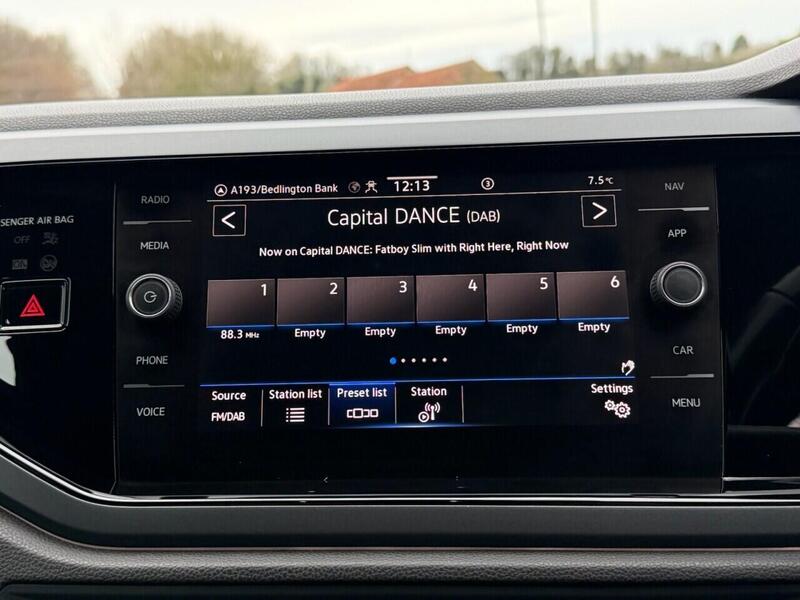 A193/Bedlington Bank 12:13 3 7.5°C
RADIO
NAV
SENGER AIR BAG
OFF
MEDIA
APP
Capital DANCE (DAB)
Now on Capital DANCE: Fatboy Slim with Right Here, Right Now
1 2 3 4 5 6
88.3 MHz Empty Empty Empty Empty Empty
PHONE
CAR
VOICE
MENU
Source Station list Preset list Station Settings
FM/DAB